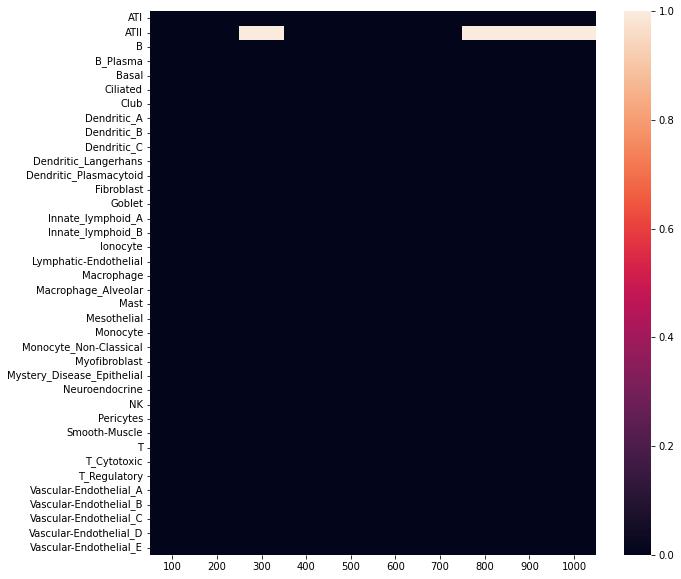 ATI
ATII
B
B_Plasma
Basal
Ciliated
Club
Dendritic_A
Dendritic_B
Dendritic_C
Dendritic_Langerhans
Dendritic_Plasmacytoid
Fibroblast
Goblet
Innate_lymphoid_A
Innate_lymphoid_B
Ionocyte
Lymphatic-Endothelial
Macrophage
Macrophage_Alveolar
Mast
Mesothelial
Monocyte
Monocyte_Non-Classical
Myofibroblast
Mystery_Disease_Epithelial
Neuroendocrine
NK
Pericytes
Smooth-Muscle
T
T_Cytotoxic
T_Regulatory
Vascular-Endothelial_A
Vascular-Endothelial_B
Vascular-Endothelial_C
Vascular-Endothelial_D
Vascular-Endothelial_E
100 200 300 400 500 600 700 800 900 1000
1.0
0.8
0.6
0.4
0.2
0.0